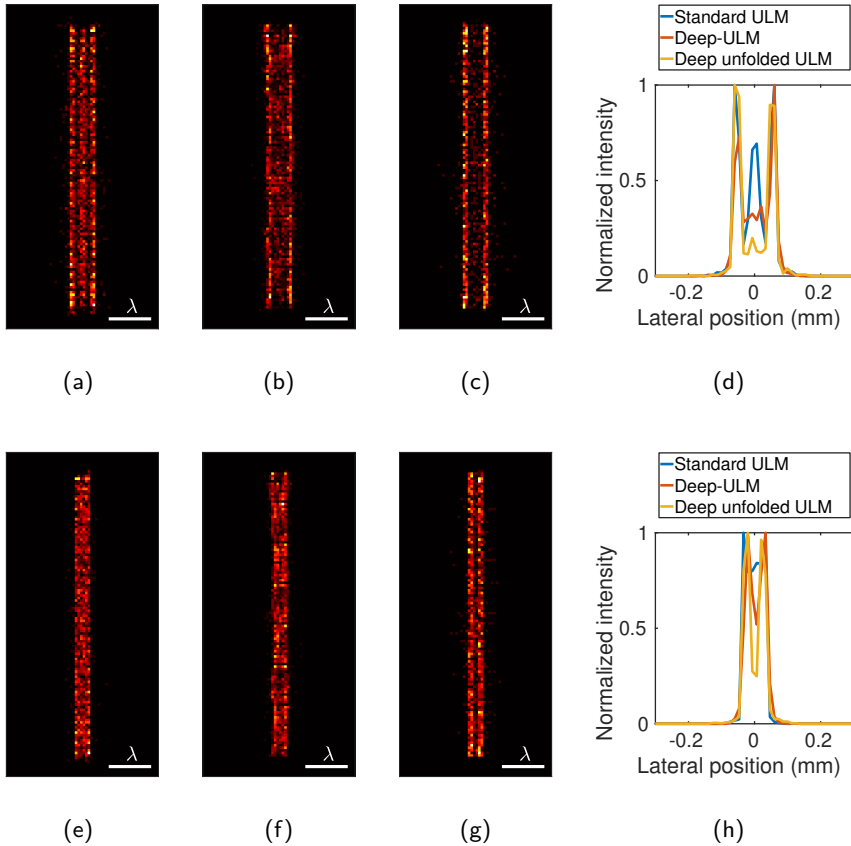 λ
λ
λ
Standard ULM
Deep-ULM
Deep unfolded ULM
1
0.5
0
Normalized intensity
-0.2 0 0.2
Lateral position (mm)
(a) (b) (c) (d)
λ
λ
λ
Standard ULM
Deep-ULM
Deep unfolded ULM
1
0.5
0
Normalized intensity
-0.2 0 0.2
Lateral position (mm)
(e) (f) (g) (h)